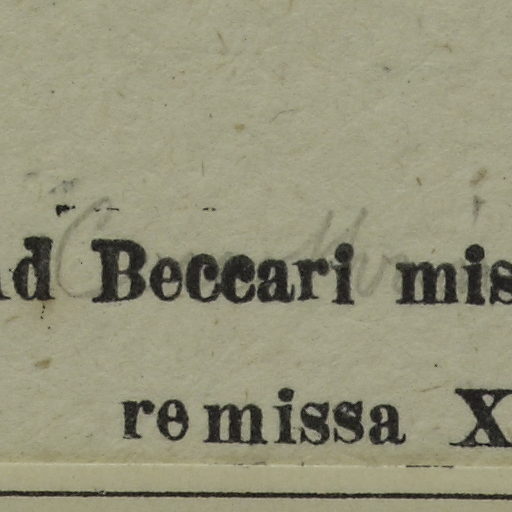 ad Beccari mis
remissa X